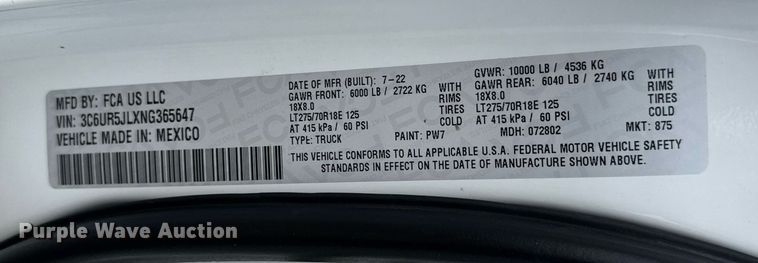 MFD BY: FCA US LLC
VIN: 3C6UR5JLXNG365647
VEHICLE MADE IN: MEXICO
DATE OF MFR (BUILT): 7-22
GAWR FRONT: 6000 LB / 2722 KG
WITH
18X8.0
RIMS
LT275/70R18E 125
TIRES
AT 415 kPa / 60 PSI
COLD
TYPE: TRUCK
PAINT: PW7
GVWR: 10000 LB / 4536 KG
GAWR REAR: 6040 LB / 2740 KG
WITH
18X8.0
RIMS
LT275/70R18E 125
TIRES
AT 415 kPa / 60 PSI
COLD
MDH: 072802
MKT: 875
THIS VEHICLE CONFORMS TO ALL APPLICABLE U.S.A. FEDERAL MOTOR VEHICLE SAFETY
STANDARDS IN EFFECT ON THE DATE OF MANUFACTURE SHOWN ABOVE.
Purple Wave Auction